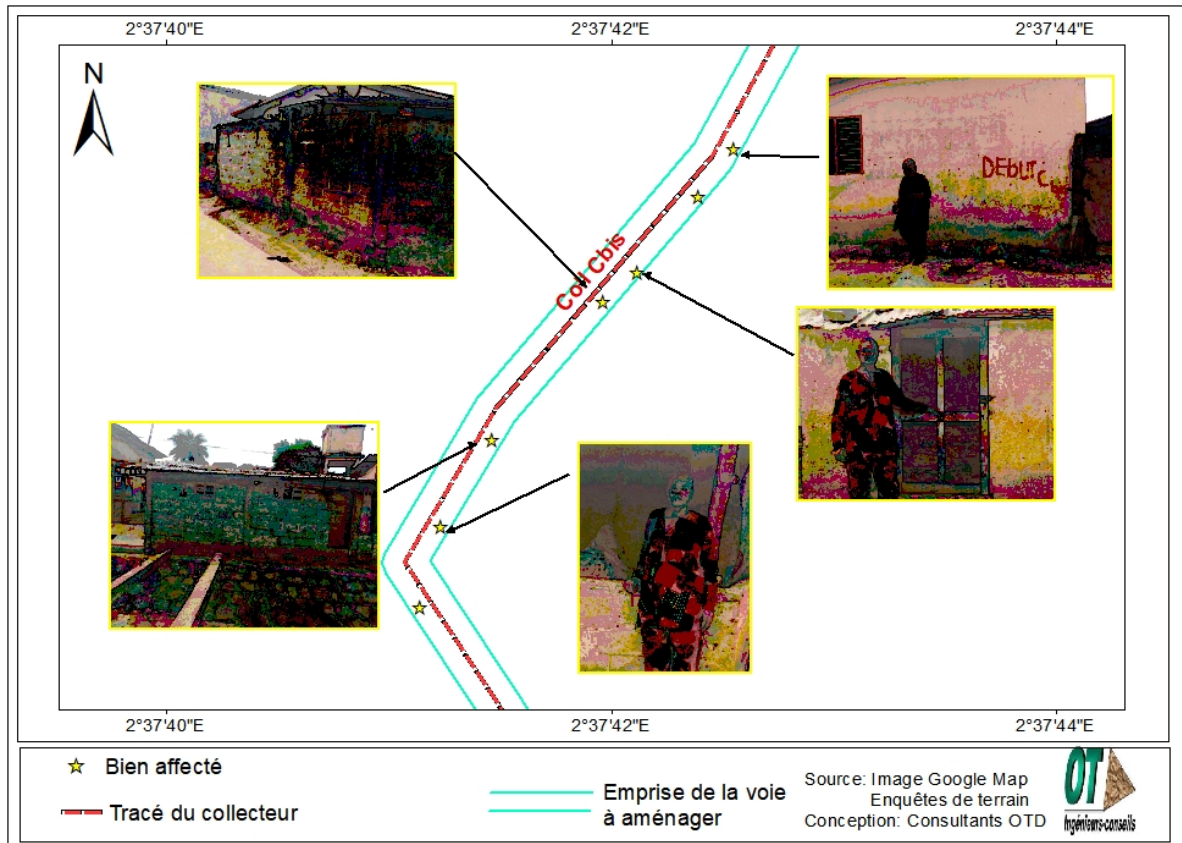 2°37'40"E 2°37'42"E 2°37'44"E
N
DEBUT C
Coll Cbis
2°37'40"E 2°37'42"E 2°37'44"E
Bien affecté
Tracé du collecteur
Emprise de la voie
à aménager
Source: Image Google Map
Enquêtes de terrain
Conception: Consultants OTD
OT
Ingénieurs-conseils